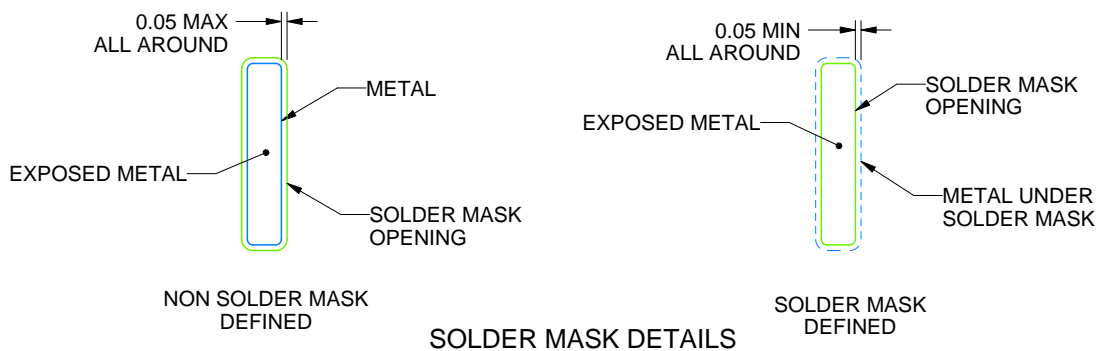 0.05 MAX
ALL AROUND
METAL
EXPOSED METAL
SOLDER MASK
OPENING
NON SOLDER MASK
DEFINED
0.05 MIN
ALL AROUND
SOLDER MASK
OPENING
EXPOSED METAL
METAL UNDER
SOLDER MASK
SOLDER MASK
DEFINED
SOLDER MASK DETAILS